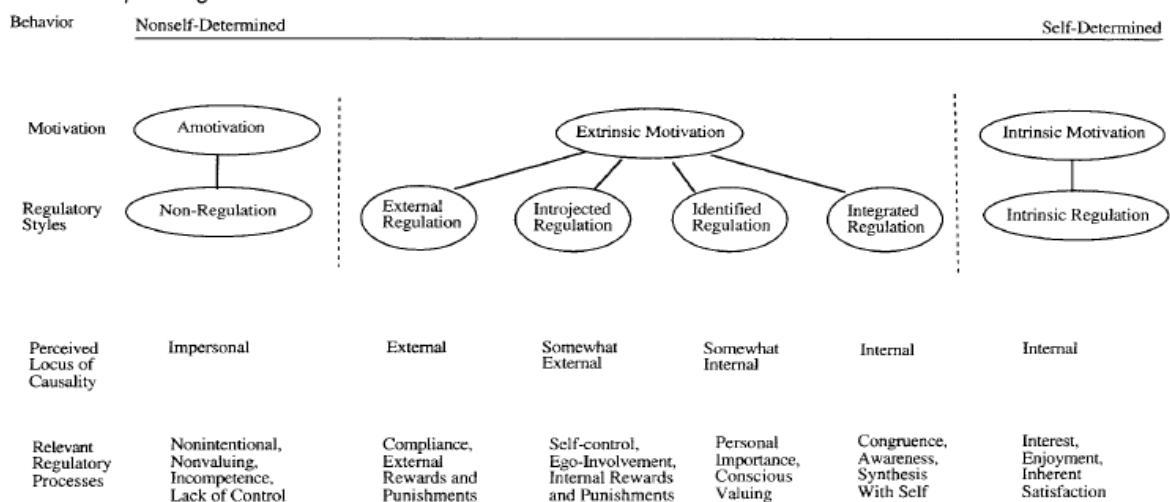 Behavior Nonself-Determined Self-Determined
Motivation Amotivation Extrinsic Motivation Intrinsic Motivation
Regulatory
Styles
Non-Regulation
External
Regulation
Introjected
Regulation
Identified
Regulation
Integrated
Regulation
Intrinsic Regulation
Perceived
Locus of
Causality
Impersonal
External
Somewhat
External
Somewhat
Internal
Internal
Internal
Relevant
Regulatory
Processes
Nonintentional,
Nonvaluing,
Incompetence,
Lack of Control
Compliance,
External
Rewards and
Punishments
Self-control,
Ego-Involvement,
Internal Rewards
and Punishments
Personal
Importance,
Conscious
Valuing
Congruence,
Awareness,
Synthesis
With Self
Interest,
Enjoyment,
Inherent
Satisfaction